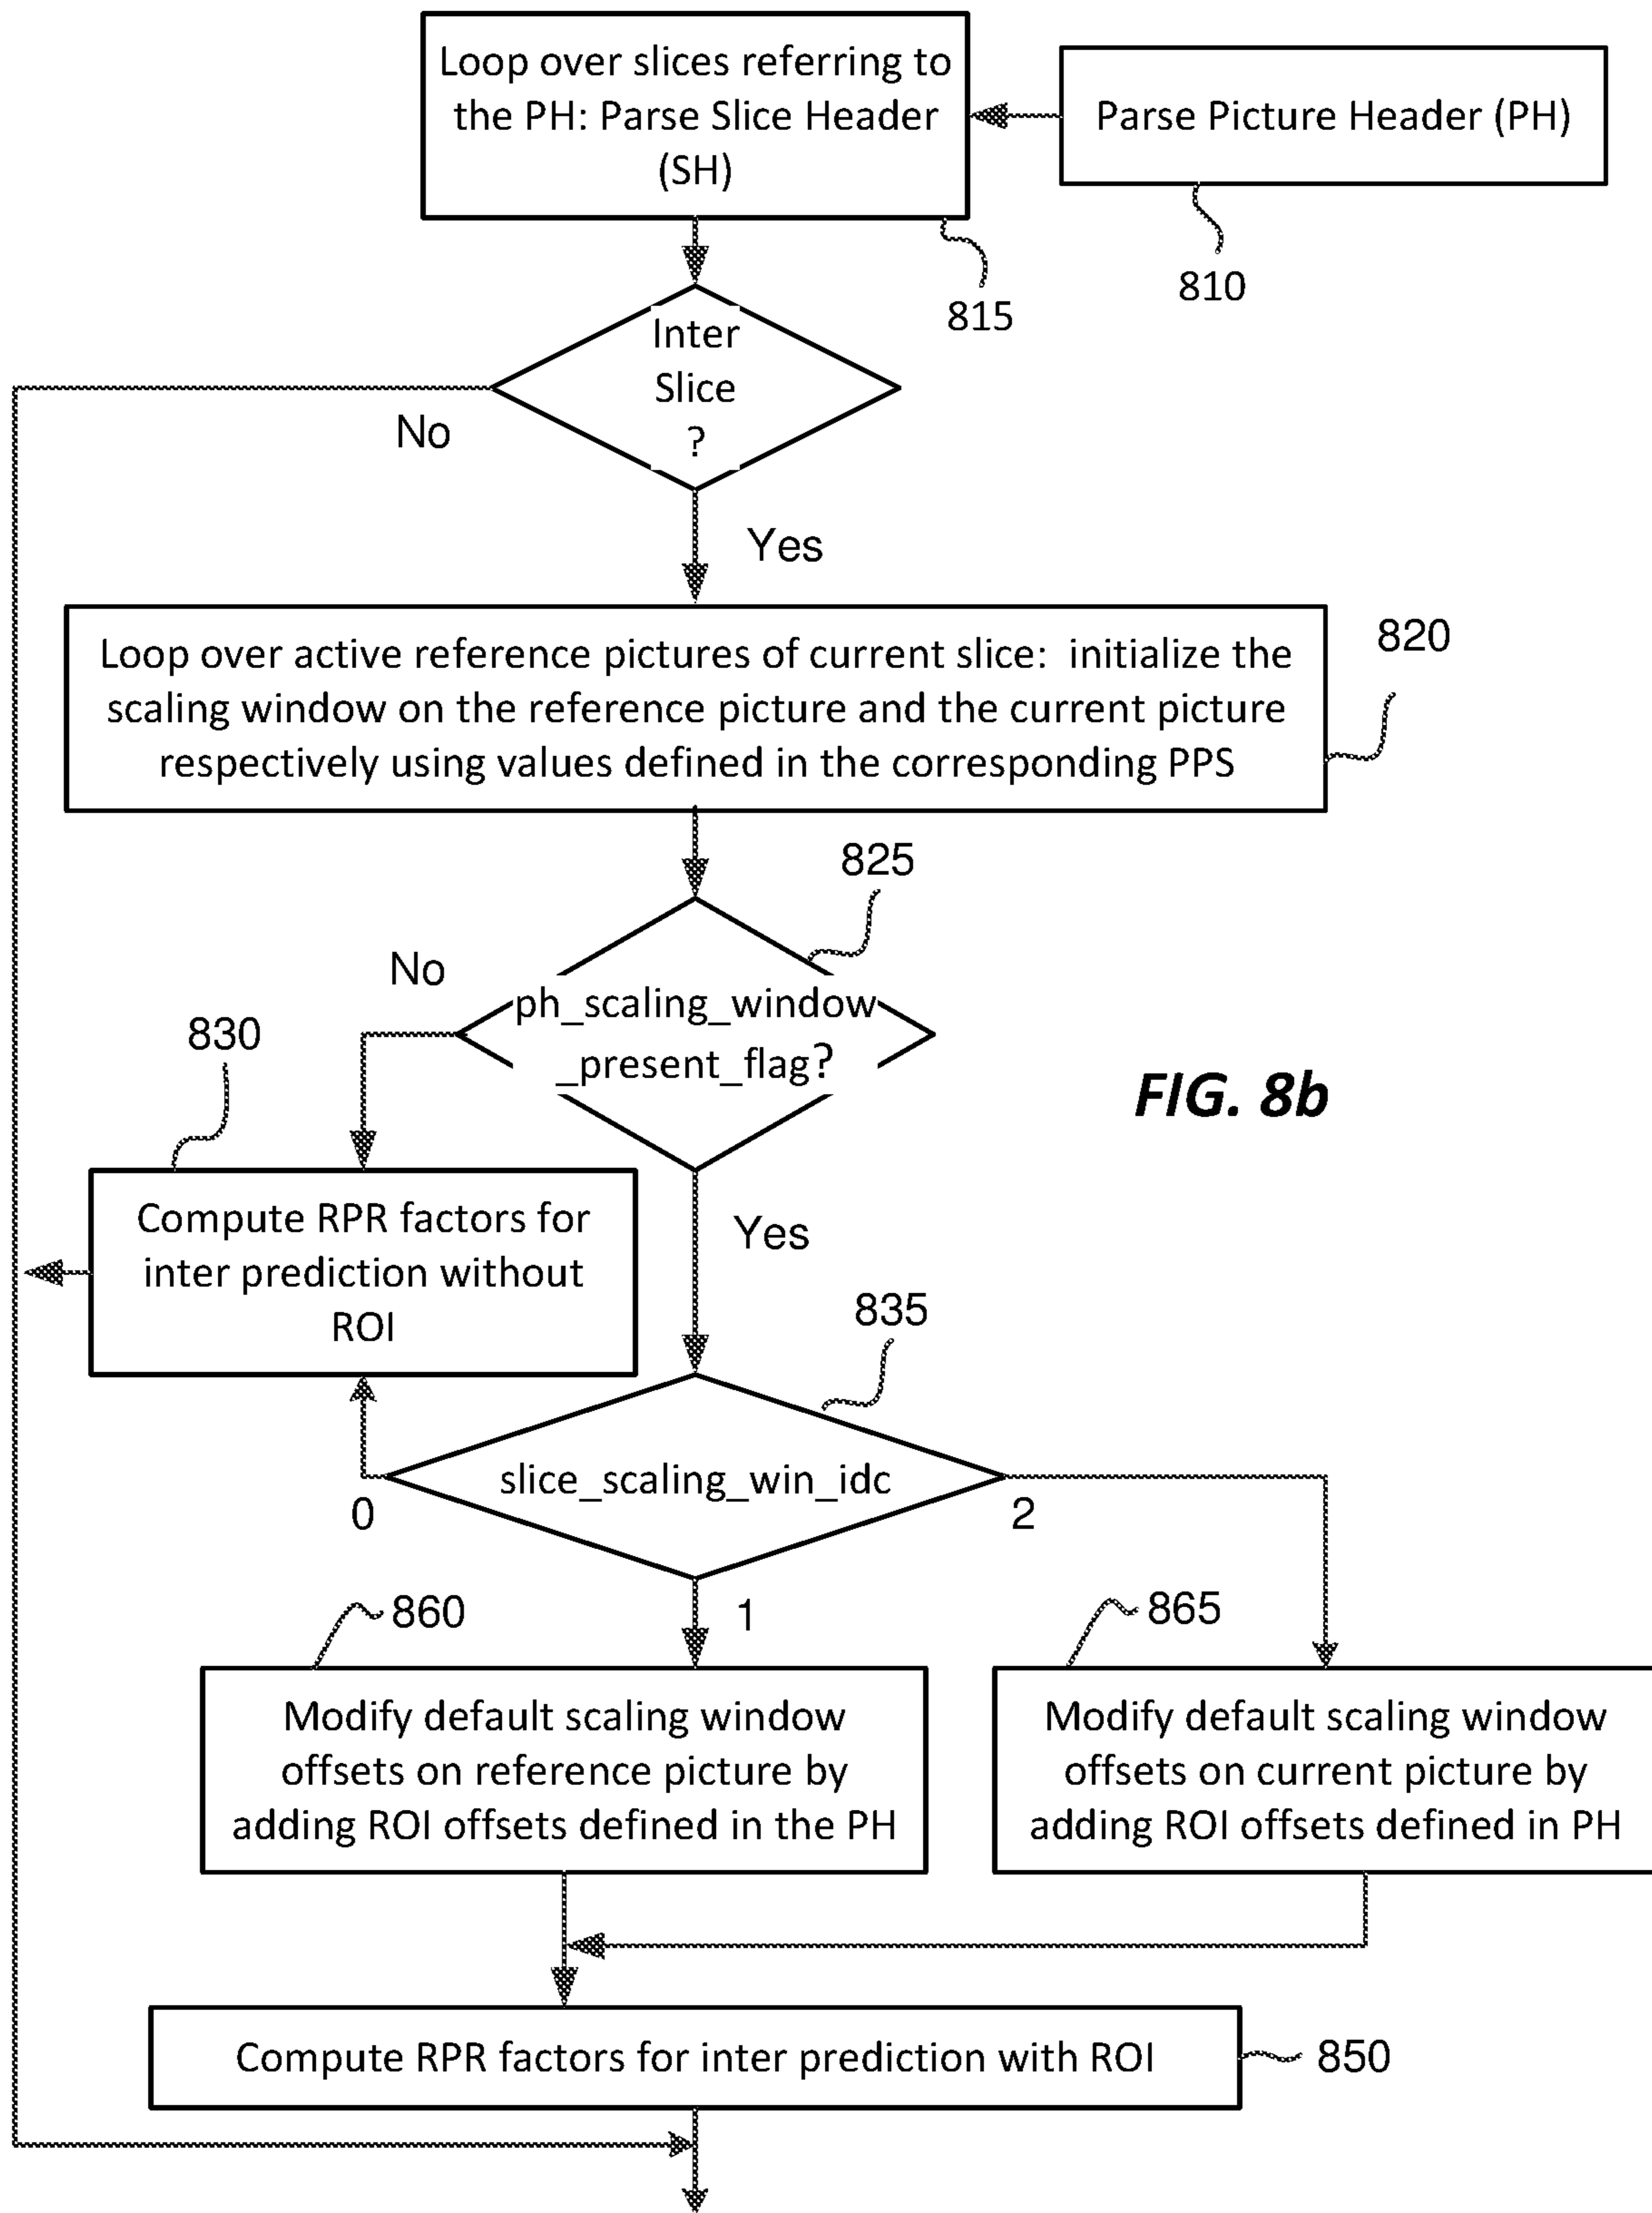 Loop over slices referring to
the PH: Parse Slice Header
(SH)
Parse Picture Header (PH)
810
815
Inter
Slice
?
No
Yes
820
Loop over active reference pictures of current slice: initialize the
scaling window on the reference picture and the current picture
respectively using values defined in the corresponding PPS
825
No
ph_scaling_window
_present_flag?
830
FIG. 8b
Compute RPR factors for
inter prediction without
ROI
Yes
835
slice_scaling_win_idc
0
2
1
860
865
Modify default scaling window
offsets on reference picture by
adding ROI offsets defined in the PH
Modify default scaling window
offsets on current picture by
adding ROI offsets defined in PH
Compute RPR factors for inter prediction with ROI
850